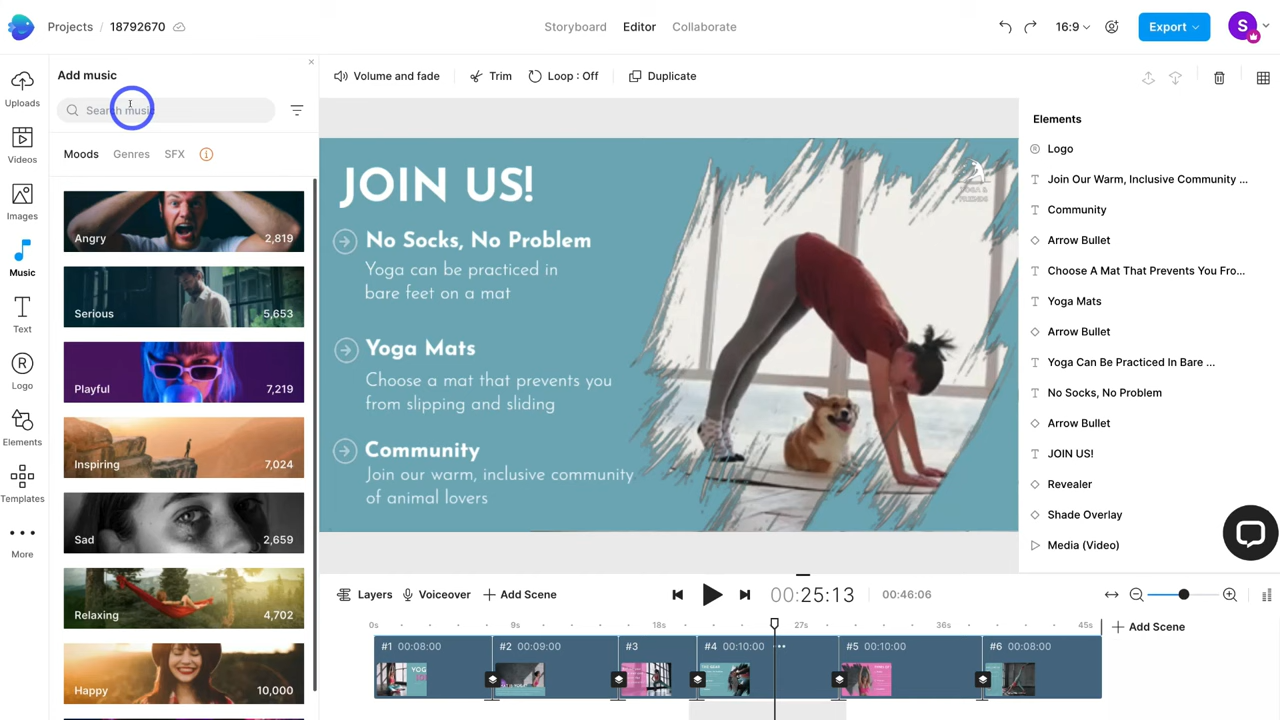 Projects / 18792670
Storyboard
Editor
Collaborate
16:9
Export
S
Uploads
Videos
Images
Music
Text
Logo
Elements
Templates
More
Add music
×
Search music
Moods
Genres
SFX
Angry 2,819
Serious 5,653
Playful 7,219
Inspiring 7,024
Sad 2,659
Relaxing 4,702
Happy 10,000
Volume and fade
Trim
Loop : Off
Duplicate
JOIN US!
No Socks, No Problem
Yoga can be practiced in
bare feet on a mat
Yoga Mats
Choose a mat that prevents you
from slipping and sliding
Community
Join our warm, inclusive community
of animal lovers
YOGA &
FRIENDS
Elements
Logo
Join Our Warm, Inclusive Community ...
Community
Arrow Bullet
Choose A Mat That Prevents You Fro...
Yoga Mats
Arrow Bullet
Yoga Can Be Practiced In Bare ...
No Socks, No Problem
Arrow Bullet
JOIN US!
Revealer
Shade Overlay
Media (Video)
Layers
Voiceover
Add Scene
00:25:13
00:46:06
0s 9s 18s 27s 36s 45s
Add Scene
#1 00:08:00
#2 00:09:00
#3
#4 00:10:00
#5 00:10:00
#6 00:08:00